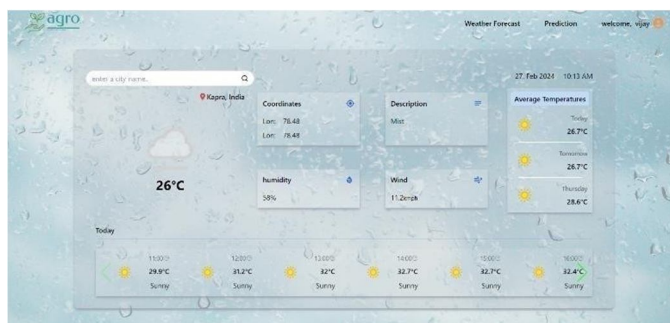 agro
Weather Forecast Prediction welcome, vijay
enter a city name..
27, Feb 2024 10:13 AM
Kapra, India
26°C
Coordinates
Lon: 78.48
Lon: 78.48
Description
Mist
humidity
58%
Wind
11.2mph
Average Temperatures
Today
26.7°C
Tomorrow
26.7°C
Thursday
28.6°C
Today
11:00 12:00 13:00 14:00 15:00 16:00
29.9°C 31.2°C 32°C 32.7°C 32.7°C 32.4°C
Sunny Sunny Sunny Sunny Sunny Sunny